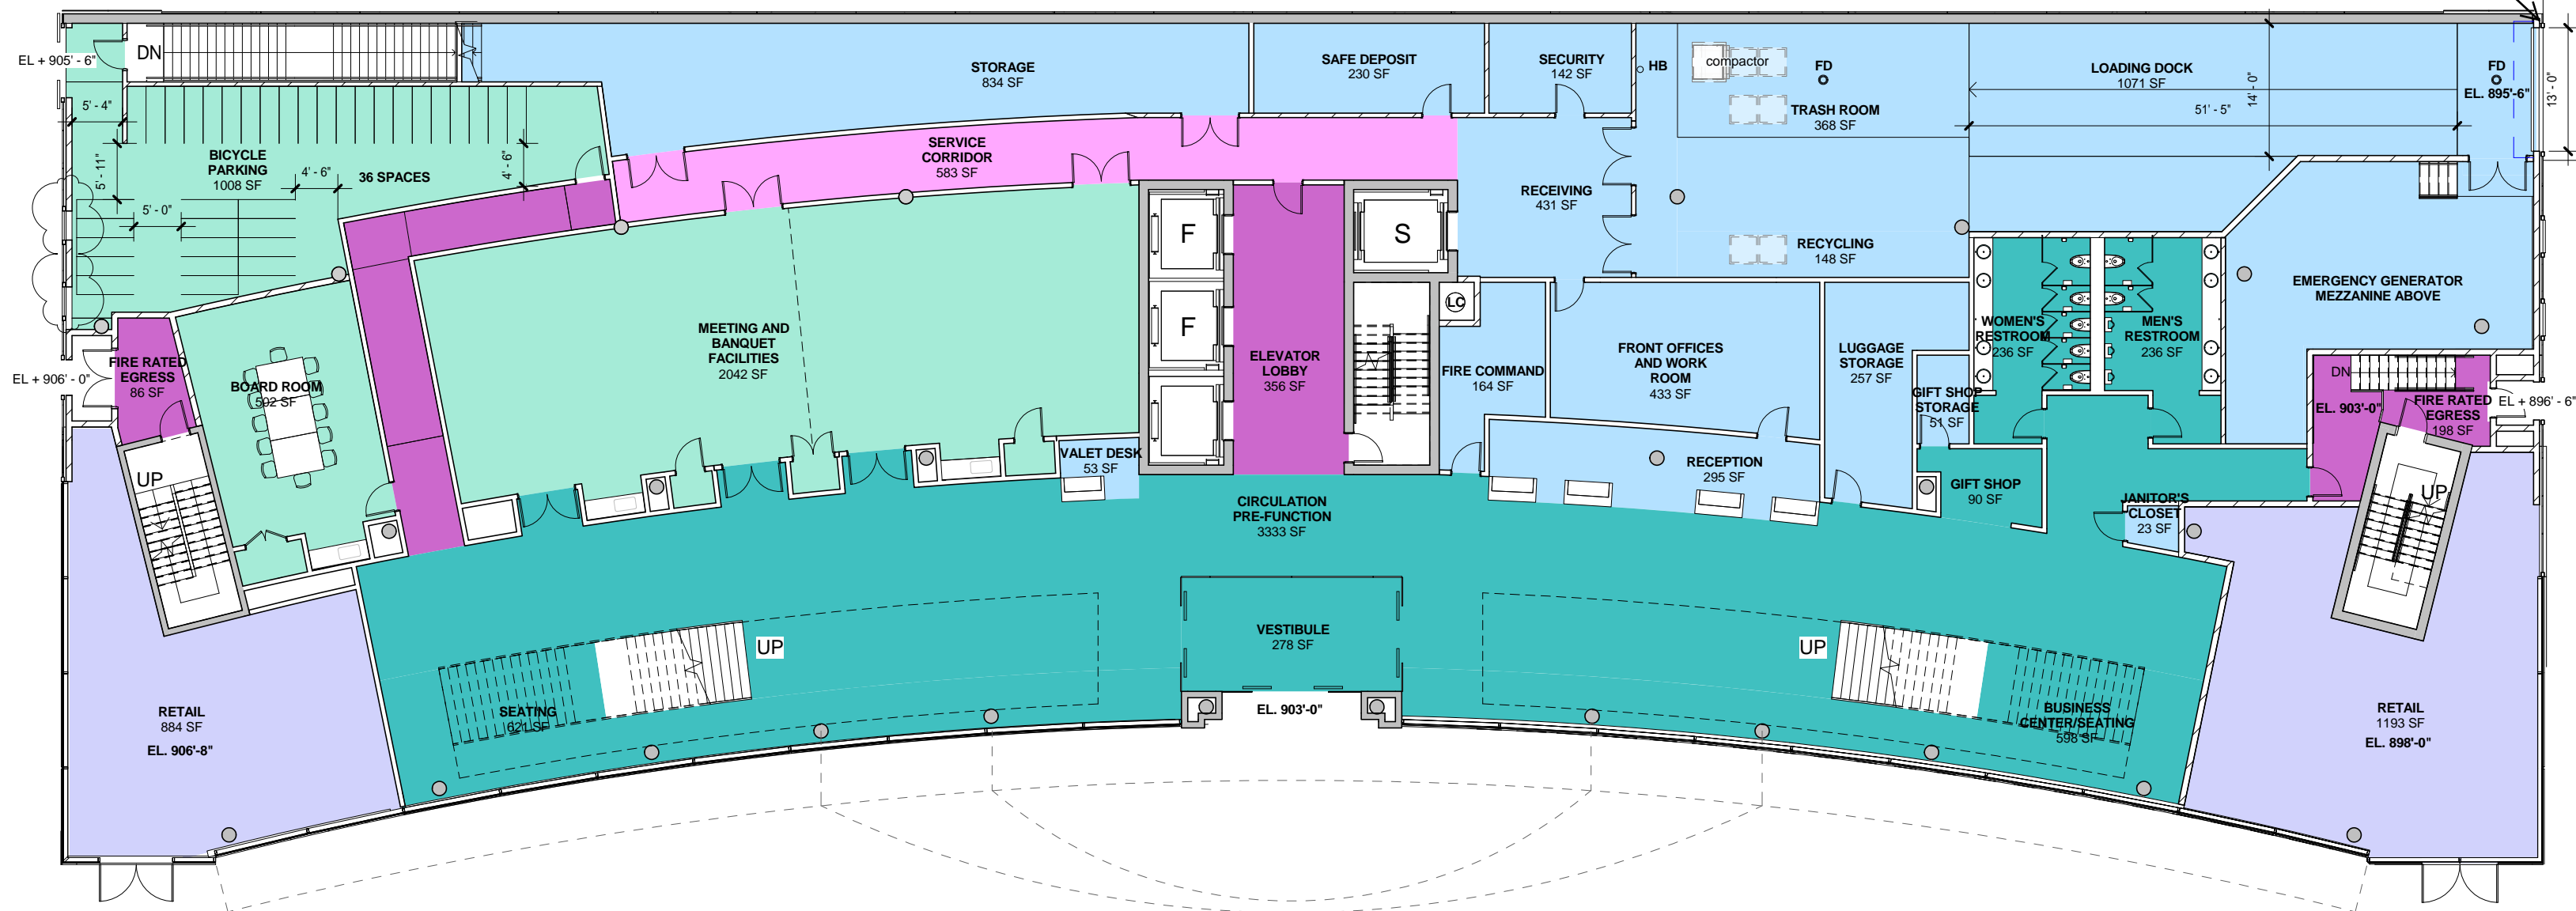 DN
EL + 905' - 6"
5' - 4"
5' - 11"
BICYCLE
PARKING
1008 SF
4' - 6"
36 SPACES
4' - 6"
5' - 0"
STORAGE
834 SF
SAFE DEPOSIT
230 SF
SECURITY
142 SF
HB
compactor
FD
TRASH ROOM
368 SF
LOADING DOCK
1071 SF
14' - 0"
51' - 5"
FD
EL. 895'-6"
13' - 0"
SERVICE
CORRIDOR
583 SF
RECEIVING
431 SF
RECYCLING
148 SF
F
F
S
LC
EL + 906' - 0"
FIRE RATED
EGRESS
86 SF
BOARD ROOM
502 SF
MEETING AND
BANQUET
FACILITIES
2042 SF
ELEVATOR
LOBBY
356 SF
FIRE COMMAND
164 SF
FRONT OFFICES
AND WORK
ROOM
433 SF
LUGGAGE
STORAGE
257 SF
GIFT SHOP
STORAGE
51 SF
WOMEN'S
RESTROOM
236 SF
MEN'S
RESTROOM
236 SF
EMERGENCY GENERATOR
MEZZANINE ABOVE
DN
EL. 903'-0"
FIRE RATED
EGRESS
198 SF
EL + 896' - 6"
UP
VALET DESK
53 SF
RECEPTION
295 SF
GIFT SHOP
90 SF
JANITOR'S
CLOSET
23 SF
UP
CIRCULATION
PRE-FUNCTION
3333 SF
VESTIBULE
278 SF
UP
UP
SEATING
621 SF
EL. 903'-0"
BUSINESS
CENTER/SEATING
598 SF
RETAIL
884 SF
EL. 906'-8"
RETAIL
1193 SF
EL. 898'-0"